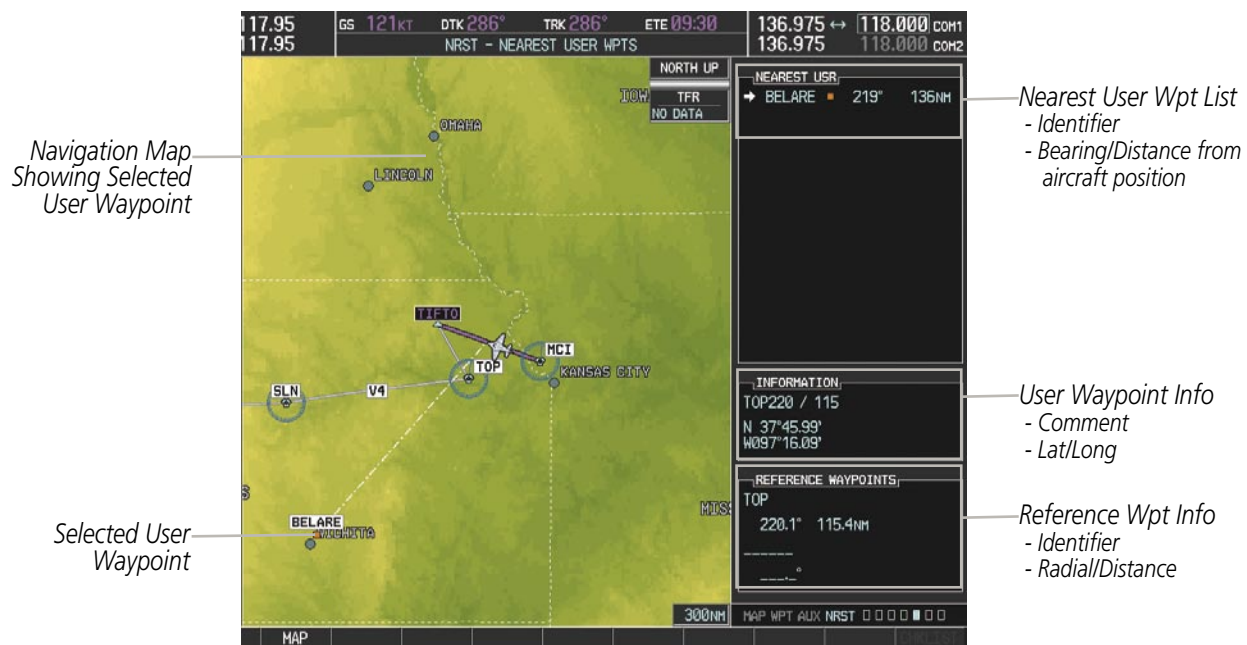 117.95 GS 121KT DTK 286° TRK 286° ETE 09:30 136.975 ↔ 118.000 COM1
117.95 NRST - NEAREST USER WPTS 136.975 118.000 COM2
NORTH UP
TFR
NO DATA
OMAHA
LINCOLN
TIFTO
MCI
TOP
KANSAS CITY
SLN
V4
BELARE
WICHITA
300NM
MAP
NEAREST USR
BELARE 219° 136NM
INFORMATION
TOP220 / 115
N 37°45.99'
W097°16.09'
REFERENCE WAYPOINTS
TOP
220.1° 115.4NM
______
___._°
MAP WPT AUX NRST
Navigation Map
Showing Selected
User Waypoint
Selected User
Waypoint
Nearest User Wpt List
- Identifier
- Bearing/Distance from
aircraft position
User Waypoint Info
- Comment
- Lat/Long
Reference Wpt Info
- Identifier
- Radial/Distance